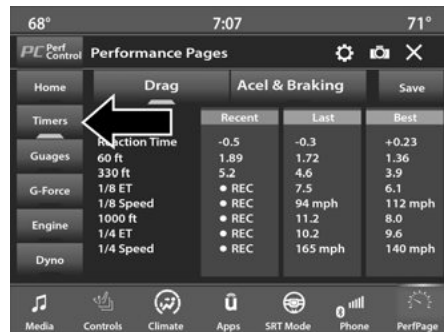 68° 7:07 71°
PC Perf Control Performance Pages
Home Drag Acel & Braking Save
Timers Recent Last Best
Reaction Time -0.5 -0.3 +0.23
60 ft 1.89 1.72 1.36
Guages 330 ft 5.2 4.6 3.9
1/8 ET • REC 7.5 6.1
G-Force 1/8 Speed • REC 94 mph 112 mph
1000 ft • REC 11.2 8.0
Engine 1/4 ET • REC 10.2 9.6
1/4 Speed • REC 165 mph 140 mph
Dyno
Media Controls Climate Apps SRT Mode Phone PerfPage